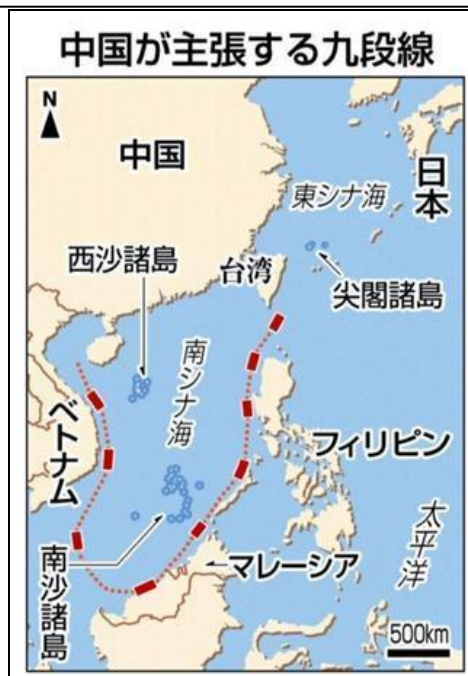 中国が主張する九段線
N
中国
日本
東シナ海
西沙諸島
台湾
尖閣諸島
南シナ海
ベトナム
フィリピン
太平洋
南沙諸島
マレーシア
500km